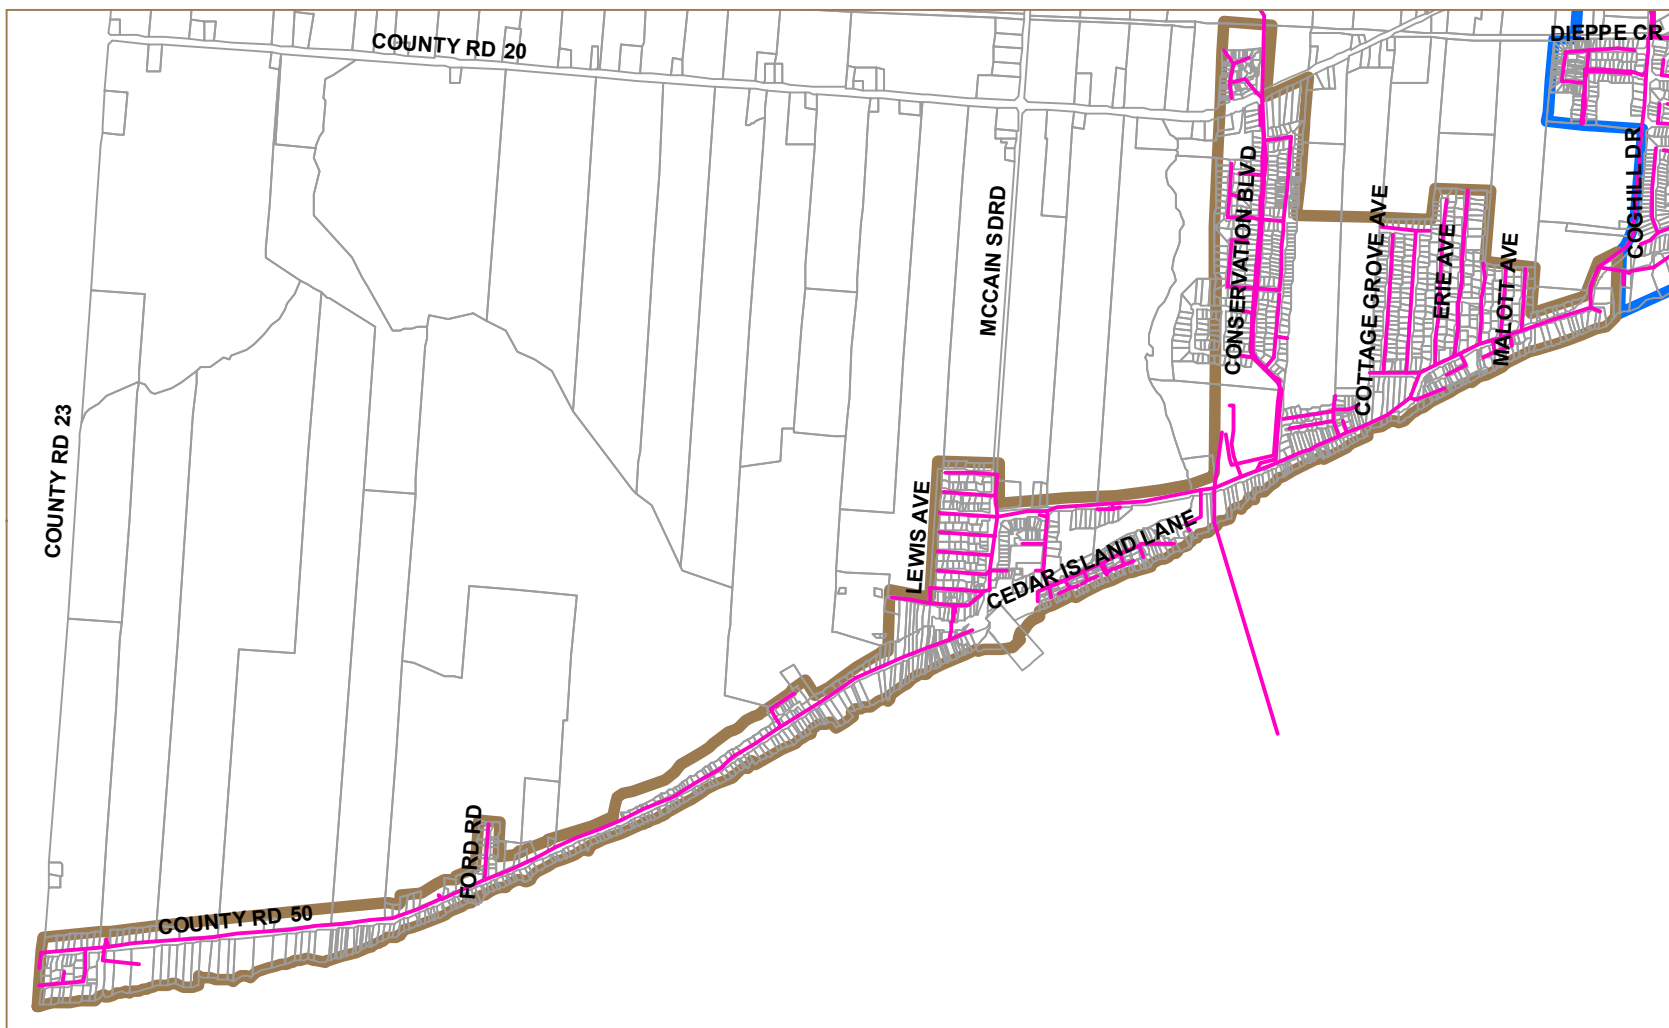 DIEPPE CR
COUNTY RD 20
COGHILL DR
CONSERVATION BLVD
MCCAIN SDRD
COTTAGE GROVE AVE
ERIE AVE
MALOTT AVE
COUNTY RD 23
LEWIS AVE
CEDAR ISLAND LANE
FORD RD
COUNTY RD 50